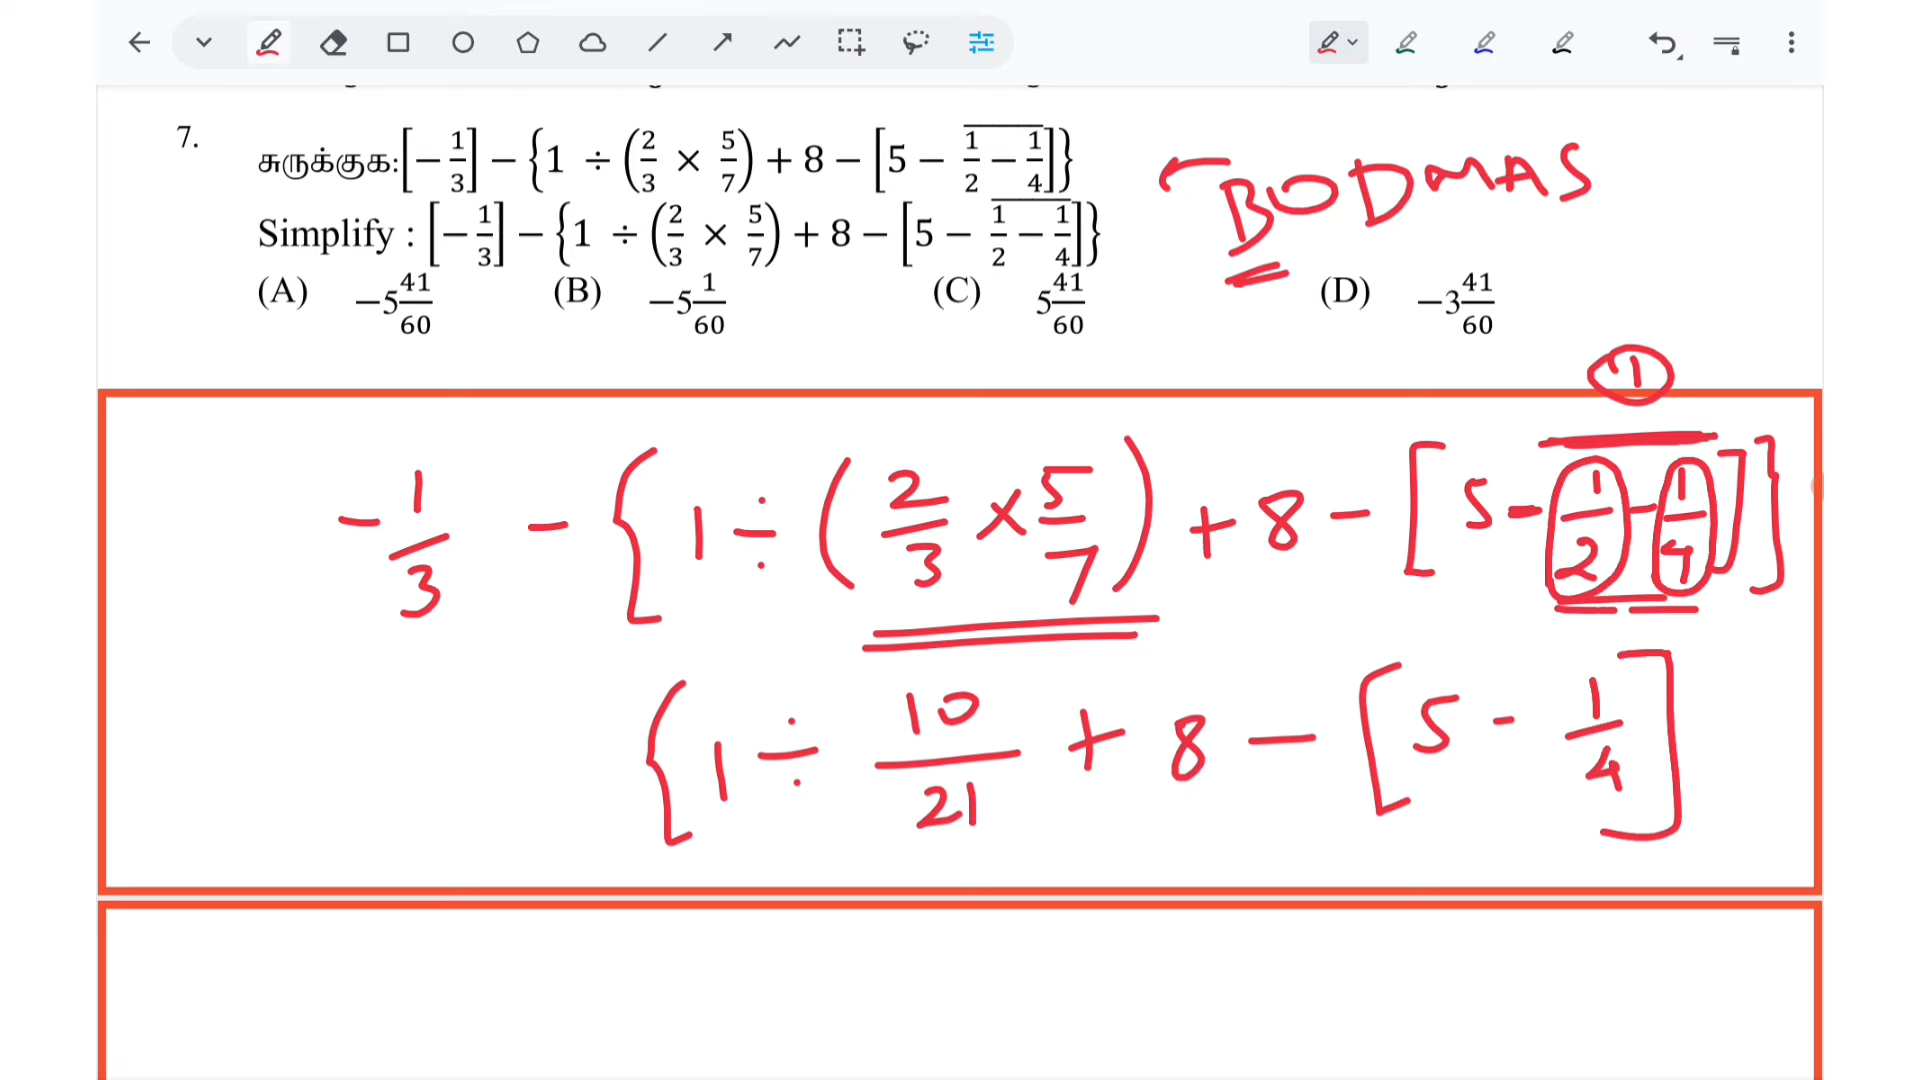 7.
சுருக்குக:[−1/3] − {1 ÷ (2/3 × 5/7) + 8 − [5 − 1/2 − 1/4]}
Simplify : [−1/3] − {1 ÷ (2/3 × 5/7) + 8 − [5 − 1/2 − 1/4]}
(A) −5 41/60 (B) −5 1/60 (C) 5 41/60 (D) −3 41/60
BODMAS
1
− 1/3 − { 1 ÷ ( 2/3 × 5/7 ) + 8 − [ 5 − 1/2 − 1/4 ] }
{ 1 ÷ 10/21 + 8 − [ 5 − 1/4 ]